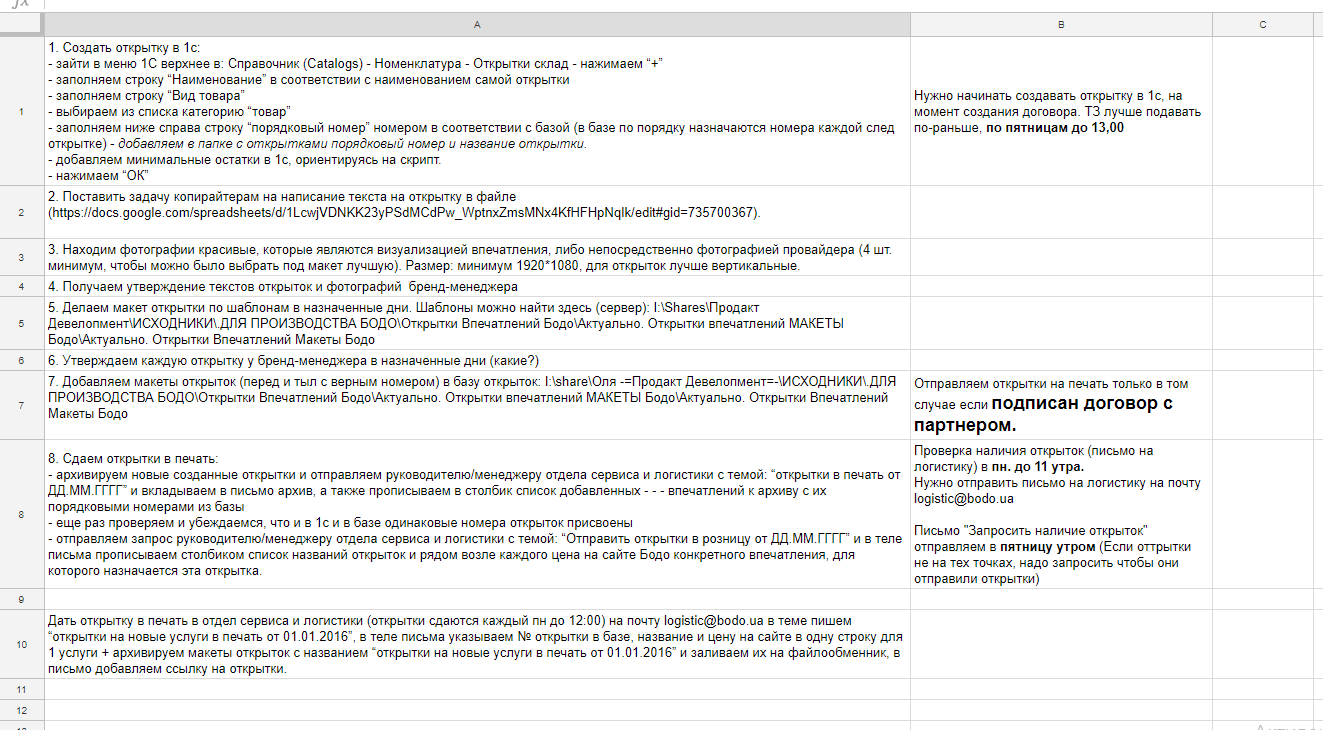 A B C
1
1. Создать открытку в 1с:
- зайти в меню 1С верхнее в: Справочник (Catalogs) - Номенклатура - Открытки склад - нажимаем “+”
- заполняем строку “Наименование” в соответствии с наименованием самой открытки
- заполняем строку “Вид товара”
- выбираем из списка категорию “товар”
- заполняем ниже справа строку “порядковый номер” номером в соответствии с базой (в базе по порядку назначаются номера каждой след
открытке) - добавляем в папке с открытками порядковый номер и название открытки.
- добавляем минимальные остатки в 1с, ориентируясь на скрипт.
- нажимаем “ОК”
Нужно начинать создавать открытку в 1с, на
момент создания договора. ТЗ лучше подавать
по-раньше, по пятницам до 13,00
2
2. Поставить задачу копирайтерам на написание текста на открытку в файле
(https://docs.google.com/spreadsheets/d/1LcwjVDNKK23yPSdMCdPw_WptnxZmsMNx4KfHFHpNqlk/edit#gid=735700367).
3
3. Находим фотографии красивые, которые являются визуализацией впечатления, либо непосредственно фотографией провайдера (4 шт.
минимум, чтобы можно было выбрать под макет лучшую). Размер: минимум 1920*1080, для открыток лучше вертикальные.
4
4. Получаем утверждение текстов открыток и фотографий бренд-менеджера
5
5. Делаем макет открытки по шаблонам в назначенные дни. Шаблоны можно найти здесь (сервер): I:\Shares\Продакт
Девелопмент\ИСХОДНИКИ\.ДЛЯ ПРОИЗВОДСТВА БОДО\Открытки Впечатлений Бодо\Актуально. Открытки впечатлений МАКЕТЫ
Бодо\Актуально. Открытки Впечатлений Макеты Бодо
6
6. Утверждаем каждую открытку у бренд-менеджера в назначенные дни (какие?)
7
7. Добавляем макеты открыток (перед и тыл с верным номером) в базу открыток: I:\share\Оля -=Продакт Девелопмент=-\ИСХОДНИКИ\.ДЛЯ
ПРОИЗВОДСТВА БОДО\Открытки Впечатлений Бодо\Актуально. Открытки впечатлений МАКЕТЫ Бодо\Актуально. Открытки Впечатлений
Макеты Бодо
Отправляем открытки на печать только в том
случае если подписан договор с
партнером.
8
8. Сдаем открытки в печать:
- архивируем новые созданные открытки и отправляем руководителю/менеджеру отдела сервиса и логистики с темой: “открытки в печать от
ДД.ММ.ГГГГ” и вкладываем в письмо архив, а также прописываем в столбик список добавленных - - - впечатлений к архиву с их
порядковыми номерами из базы
- еще раз проверяем и убеждаемся, что и в 1с и в базе одинаковые номера открыток присвоены
- отправляем запрос руководителю/менеджеру отдела сервиса и логистики с темой: “Отправить открытки в розницу от ДД.ММ.ГГГГ” и в теле
письма прописываем столбиком список названий открыток и рядом возле каждого цена на сайте Бодо конкретного впечатления, для
которого назначается эта открытка.
Проверка наличия открыток (письмо на
логистику) в пн. до 11 утра.
Нужно отправить письмо на логистику на почту
logistic@bodo.ua
Письмо "Запросить наличие открыток"
отправляем в пятницу утром (Если оттрытки
не на тех точках, надо запросить чтобы они
отправили открытки)
9
10
Дать открытку в печать в отдел сервиса и логистики (открытки сдаются каждый пн до 12:00) на почту logistic@bodo.ua в теме пишем
“открытки на новые услуги в печать от 01.01.2016”, в теле письма указываем № открытки в базе, название и цену на сайте в одну строку для
1 услуги + архивируем макеты открыток с названием “открытки на новые услуги в печать от 01.01.2016” и заливаем их на файлообменник, в
письмо добавляем ссылку на открытки.
11
12